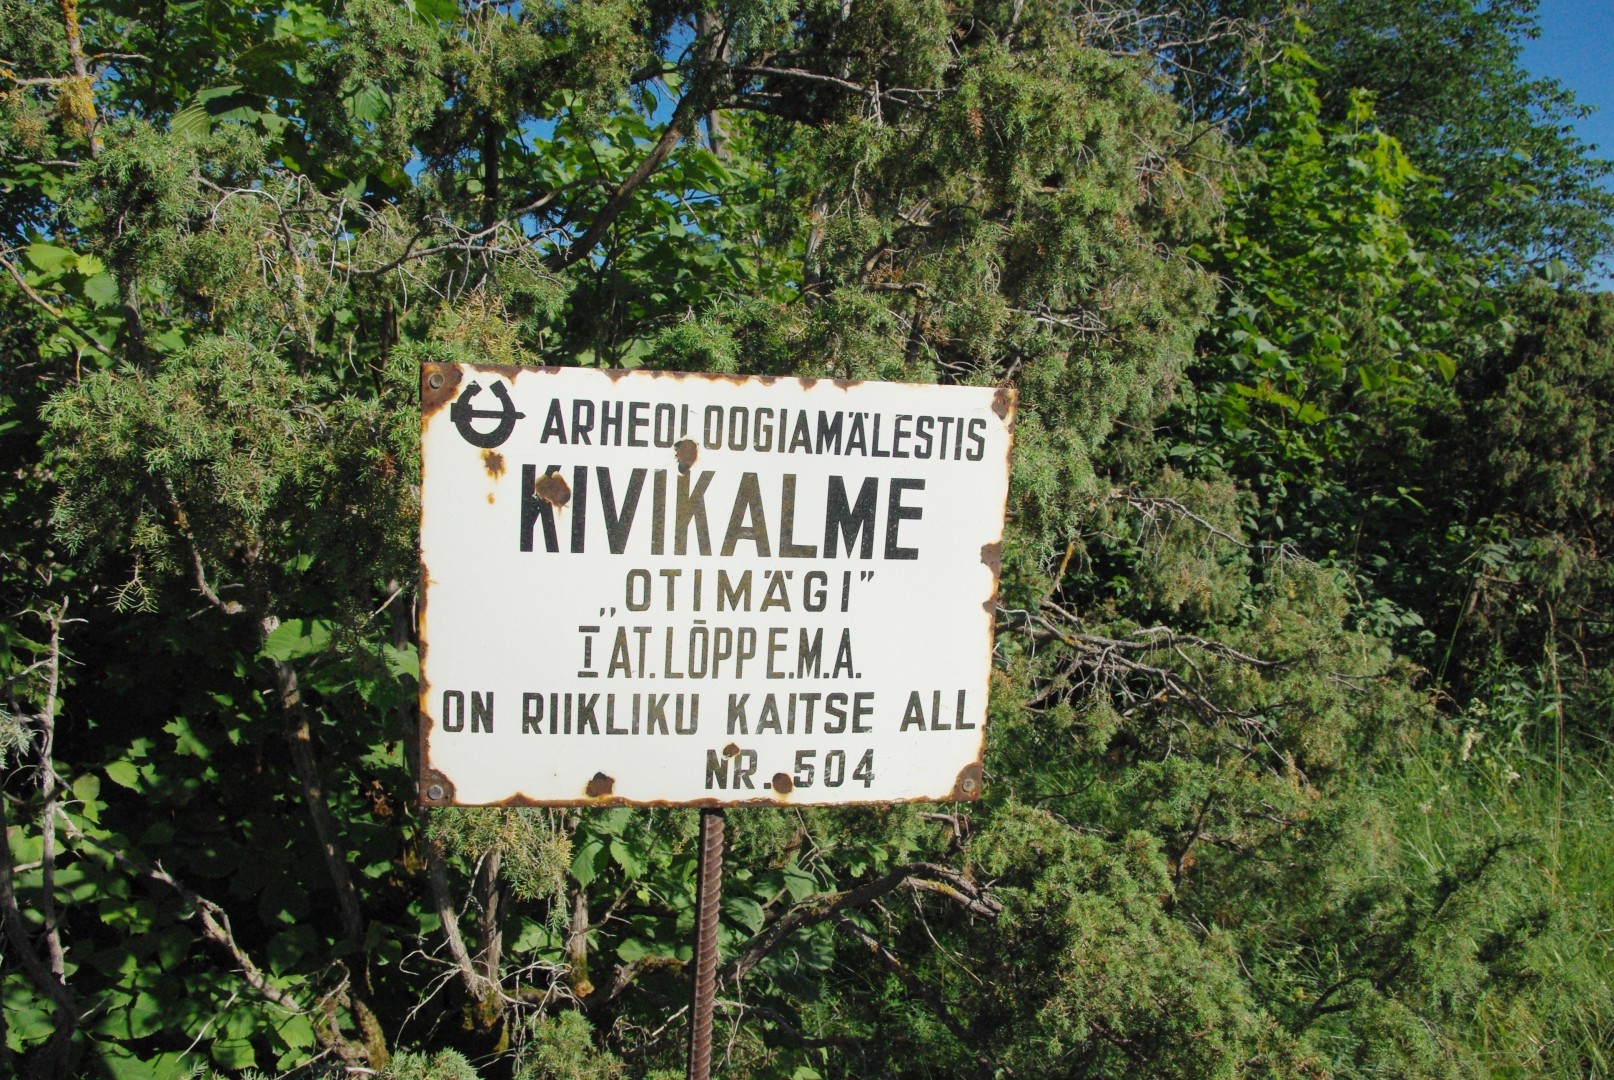 ARHEOLOOGIAMÄLESTIS
KIVIKALME
„OTIMÄGI”
I AT. LÕPP E.M.A.
ON RIIKLIKU KAITSE ALL
NR. 504